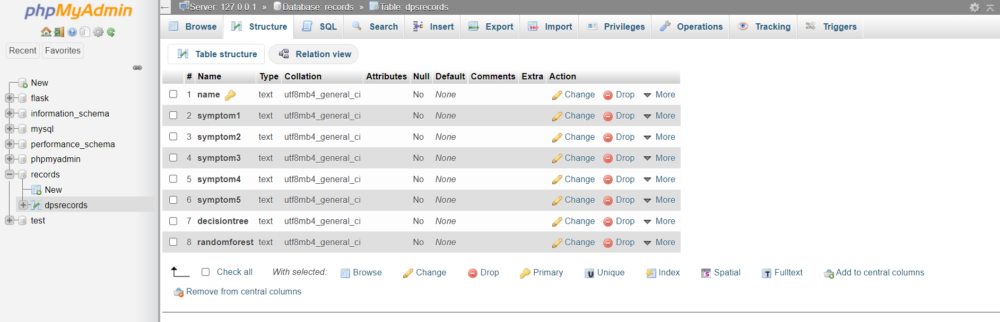 phpMyAdmin
Recent Favorites
New
flask
information_schema
mysql
performance_schema
phpmyadmin
records
New
dpsrecords
test
Server: 127.0.0.1 » Database: records » Table: dpsrecords
Browse Structure SQL Search Insert Export Import Privileges Operations Tracking Triggers
Table structure Relation view
# Name Type Collation Attributes Null Default Comments Extra Action
1 name text utf8mb4_general_ci No None Change Drop More
2 symptom1 text utf8mb4_general_ci No None Change Drop More
3 symptom2 text utf8mb4_general_ci No None Change Drop More
4 symptom3 text utf8mb4_general_ci No None Change Drop More
5 symptom4 text utf8mb4_general_ci No None Change Drop More
6 symptom5 text utf8mb4_general_ci No None Change Drop More
7 decisiontree text utf8mb4_general_ci No None Change Drop More
8 randomforest text utf8mb4_general_ci No None Change Drop More
Check all With selected: Browse Change Drop Primary Unique Index Spatial Fulltext Add to central columns
Remove from central columns